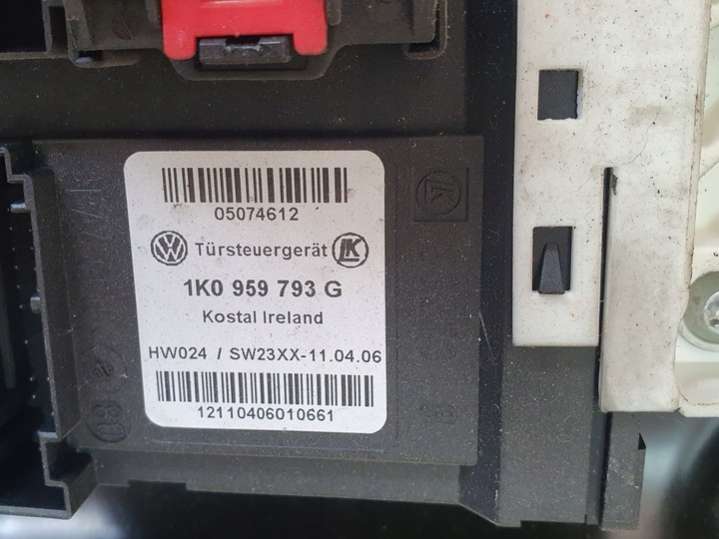 05074612
Türsteuergerät
1K0 959 793 G
Kostal Ireland
HW024 / SW23XX-11.04.06
12110406010661